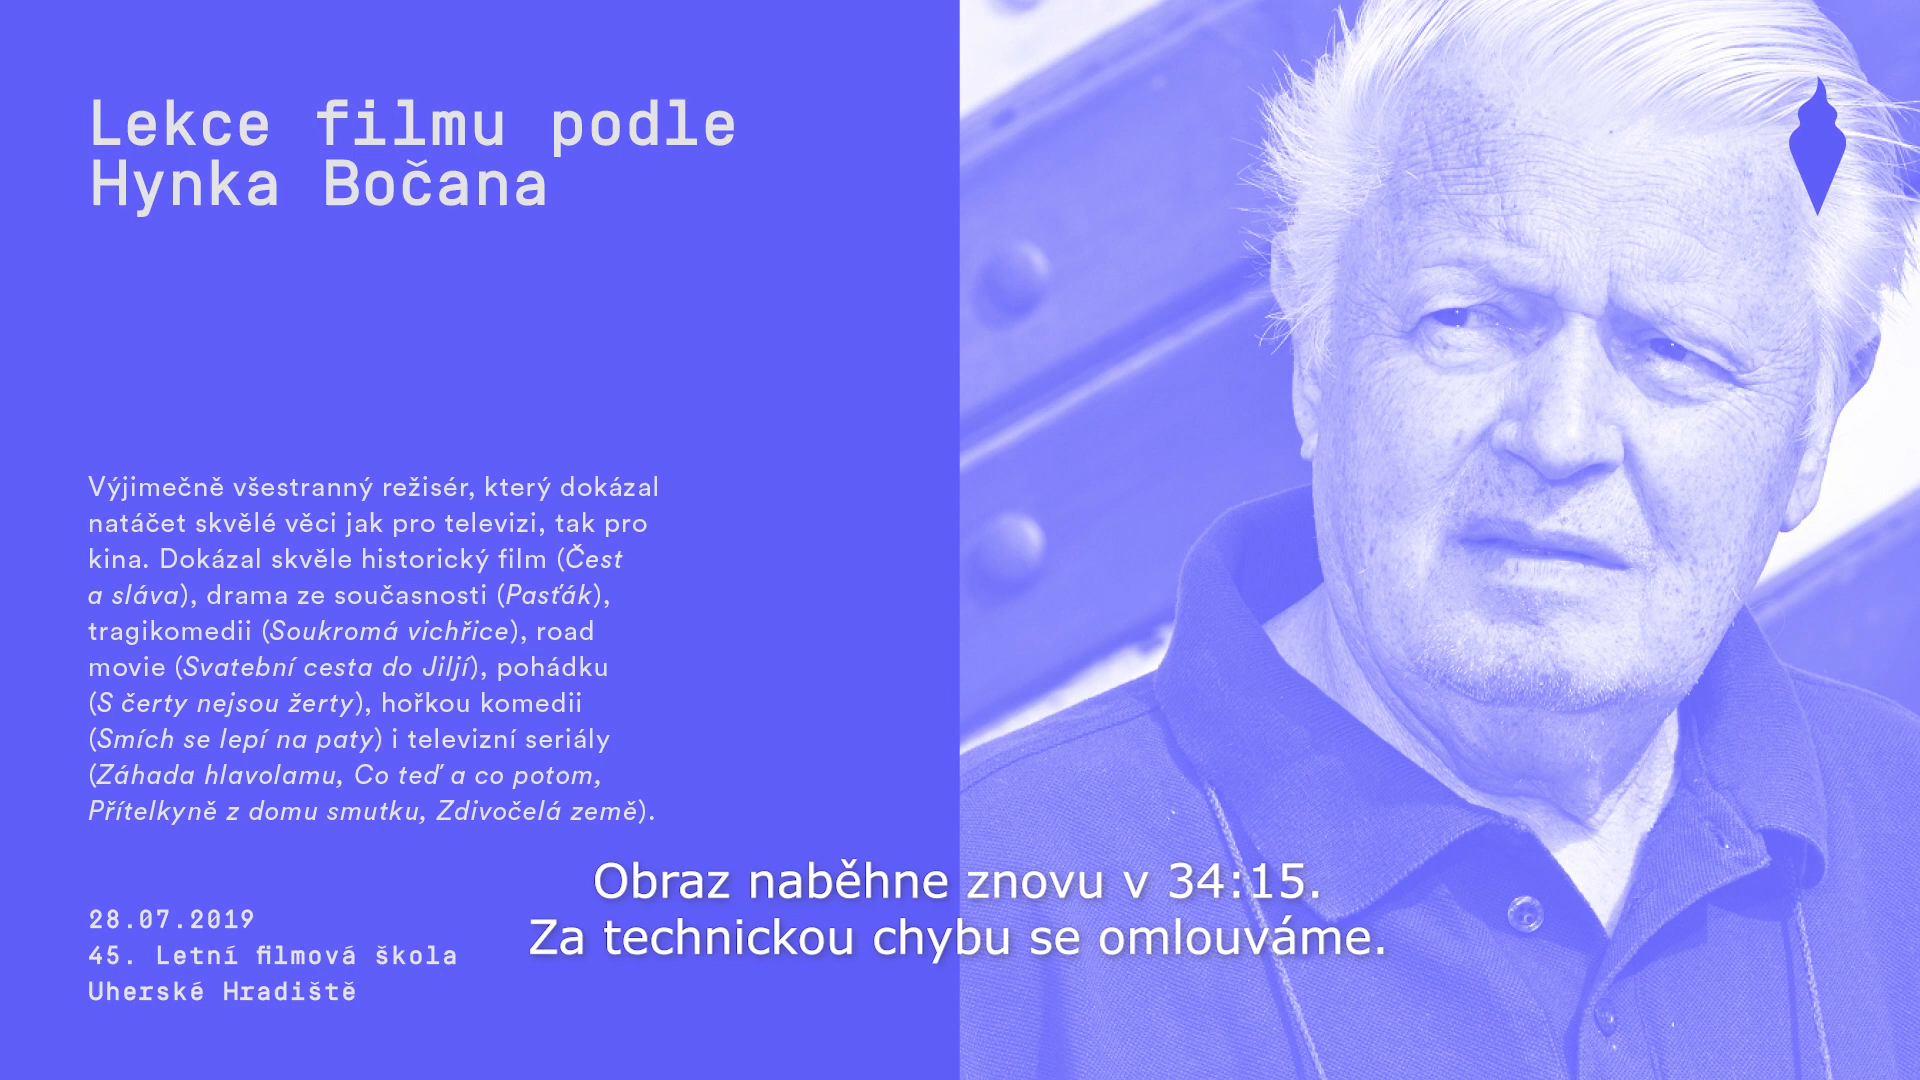 Lekce filmu podle
Hynka Bočana
Výjimečně všestranný režisér, který dokázal
natáčet skvělé věci jak pro televizi, tak pro
kina. Dokázal skvěle historický film (Čest
a sláva), drama ze současnosti (Pasťák),
tragikomedii (Soukromá vichřice), road
movie (Svatební cesta do Jiljí), pohádku
(S čerty nejsou žerty), hořkou komedii
(Smích se lepí na paty) i televizní seriály
(Záhada hlavolamu, Co teď a co potom,
Přítelkyně z domu smutku, Zdivočelá země).
Obraz naběhne znovu v 34:15.
Za technickou chybu se omlouváme.
28.07.2019
45. Letní filmová škola
Uherské Hradiště